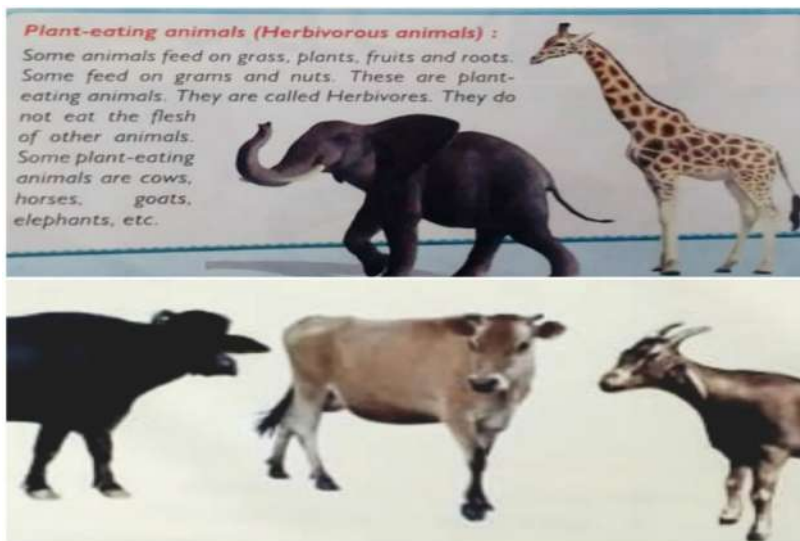 Plant-eating animals (Herbivorous animals) :
Some animals feed on grass, plants, fruits and roots.
Some feed on grams and nuts. These are plant-
eating animals. They are called Herbivores. They do
not eat the flesh
of other animals.
Some plant-eating
animals are cows,
horses, goats,
elephants, etc.